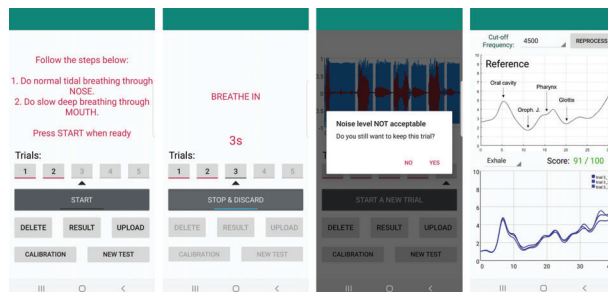 Follow the steps below:
1. Do normal tidal breathing through
NOSE.
2. Do slow deep breathing through
MOUTH.
Press START when ready
Trials:
1 2 3 4 5
START
DELETE RESULT UPLOAD
CALIBRATION NEW TEST
BREATHE IN
3s
Trials:
1 2 3 4 5
STOP & DISCARD
DELETE RESULT UPLOAD
CALIBRATION NEW TEST
Noise level NOT acceptable
Do you still want to keep this trial?
NO YES
START A NEW TRIAL
DELETE RESULT UPLOAD
CALIBRATION NEW TEST
Cut-off
Frequency: 4500 REPROCESS
Reference
Oral cavity
Pharynx
Oroph. J.
Glottis
Exhale Score: 91 / 100
10
8
6
4
2
0
0 10 20 30